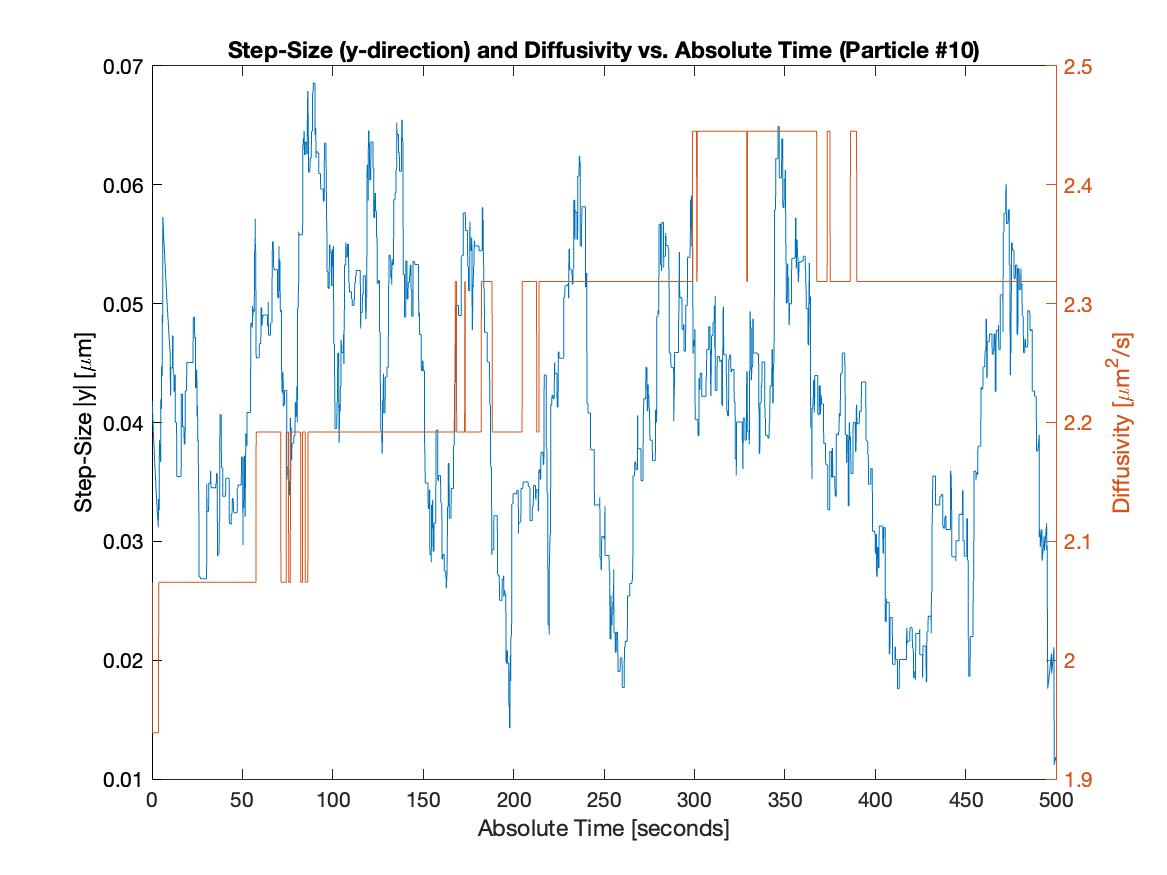 Step-Size (y-direction) and Diffusivity vs. Absolute Time (Particle #10)
0.07
0.06
0.05
0.04
0.03
0.02
0.01
Step-Size |y| [μm]
2.5
2.4
2.3
2.2
2.1
2
1.9
Diffusivity [μm²/s]
0 50 100 150 200 250 300 350 400 450 500
Absolute Time [seconds]